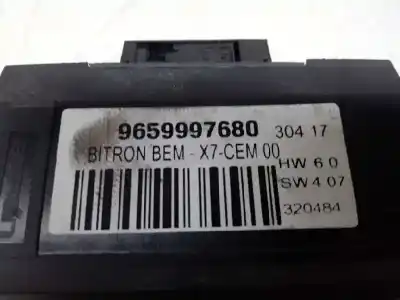 9659997680 304 17
BITRON BEM - X7-CEM 00
HW 6 0
SW 4 07
320484